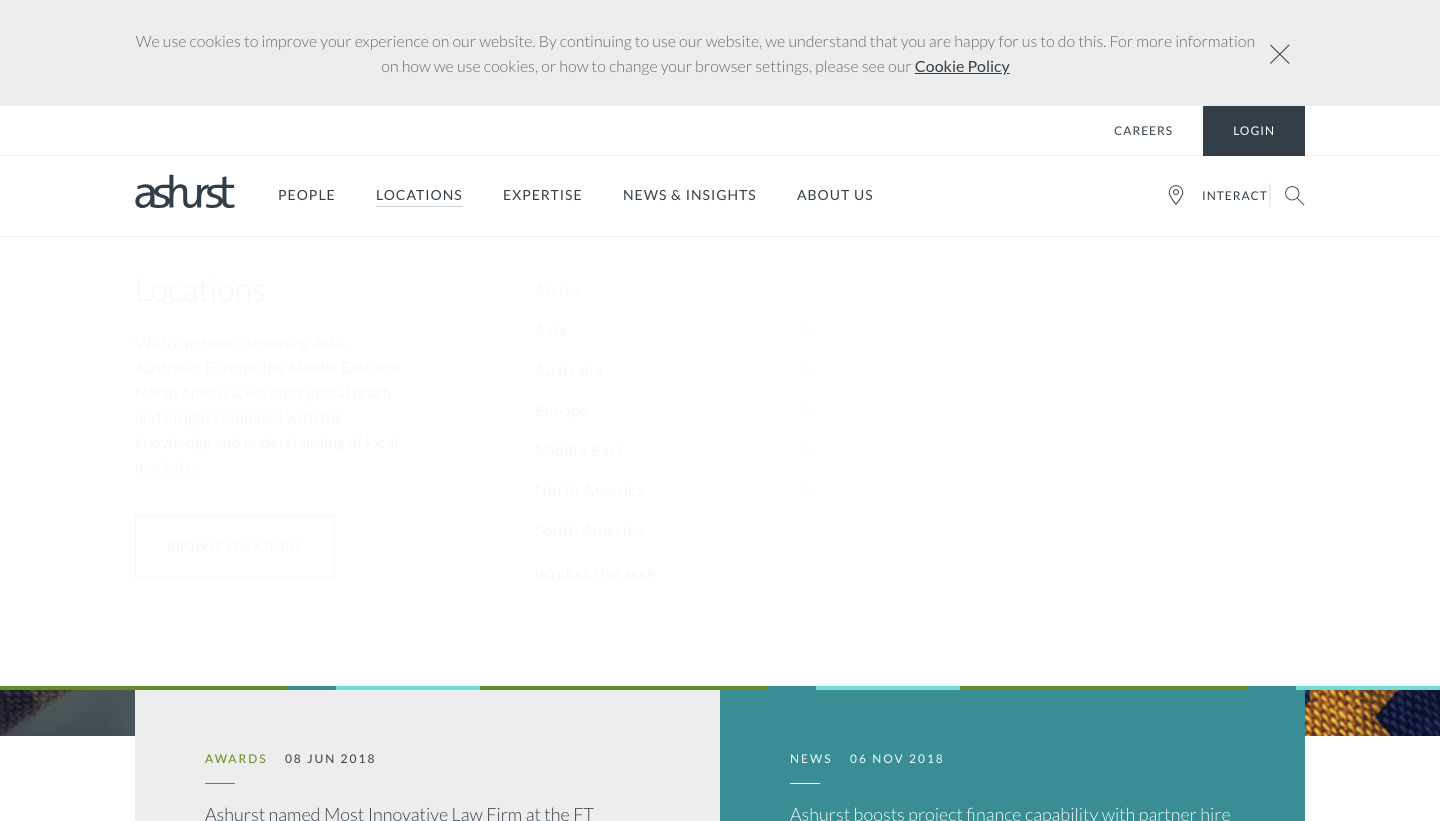 We use cookies to improve your experience on our website. By continuing to use our website, we understand that you are happy for us to do this. For more information
on how we use cookies, or how to change your browser settings, please see our Cookie Policy
CAREERS
LOGIN
ashurst
PEOPLE
LOCATIONS
EXPERTISE
NEWS & INSIGHTS
ABOUT US
INTERACT
Locations
With a network spanning Asia,
Australia, Europe, the Middle East and
North America, we offer global reach
and insight combined with the
knowledge and understanding of local
markets.
BROWSE LOCATIONS
Africa
Asia
Australia
Europe
Middle East
North America
South America
INTERACTIVE MAP
AWARDS 08 JUN 2018
Ashurst named Most Innovative Law Firm at the FT
NEWS 06 NOV 2018
Ashurst boosts project finance capability with partner hire